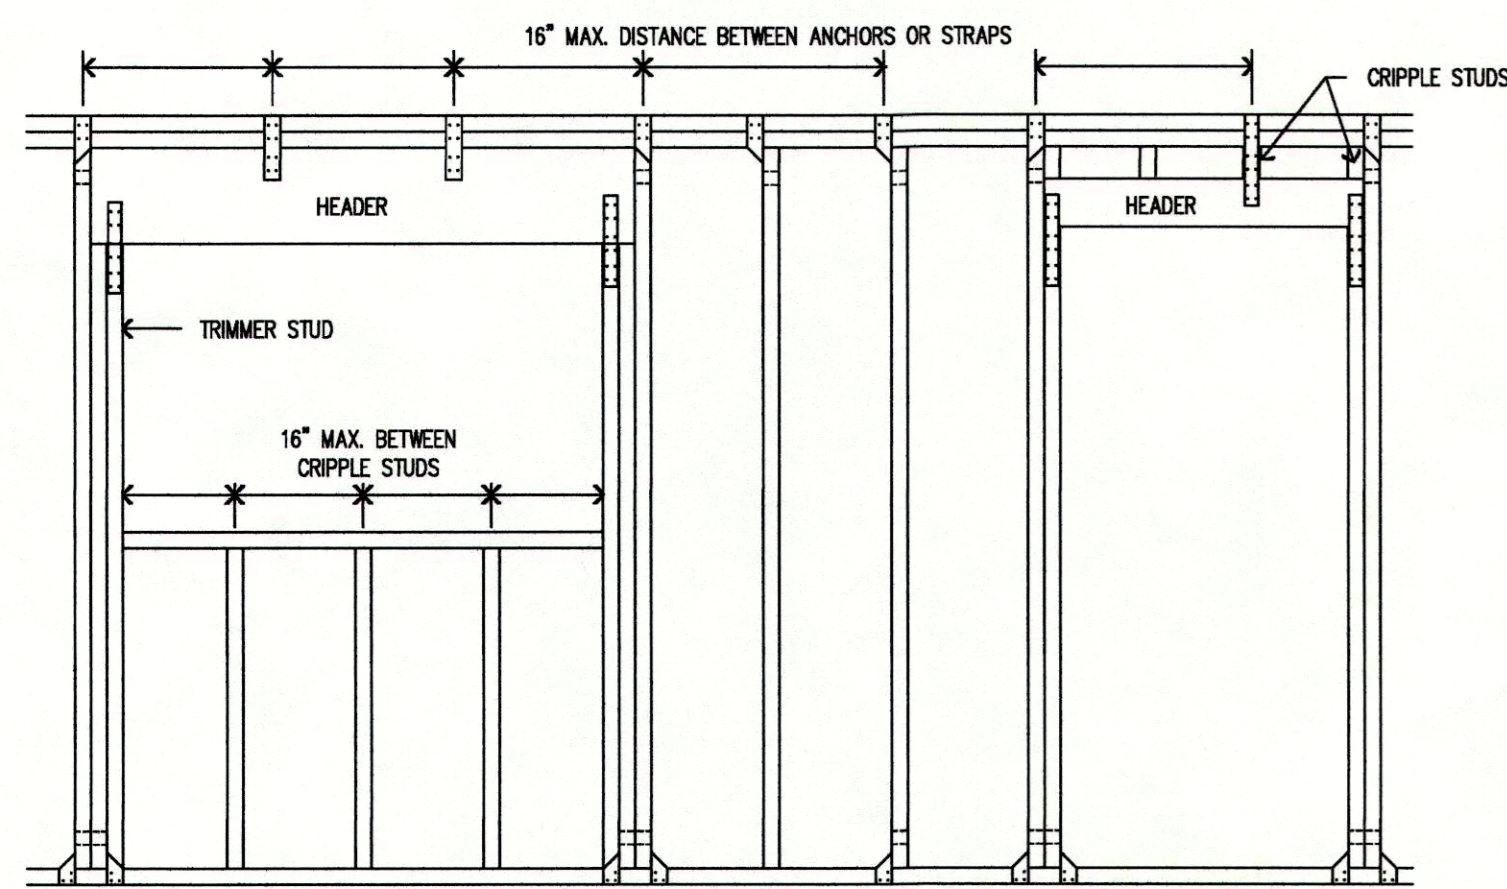 16" MAX. DISTANCE BETWEEN ANCHORS OR STRAPS
CRIPPLE STUDS
HEADER
HEADER
TRIMMER STUD
16" MAX. BETWEEN
CRIPPLE STUDS